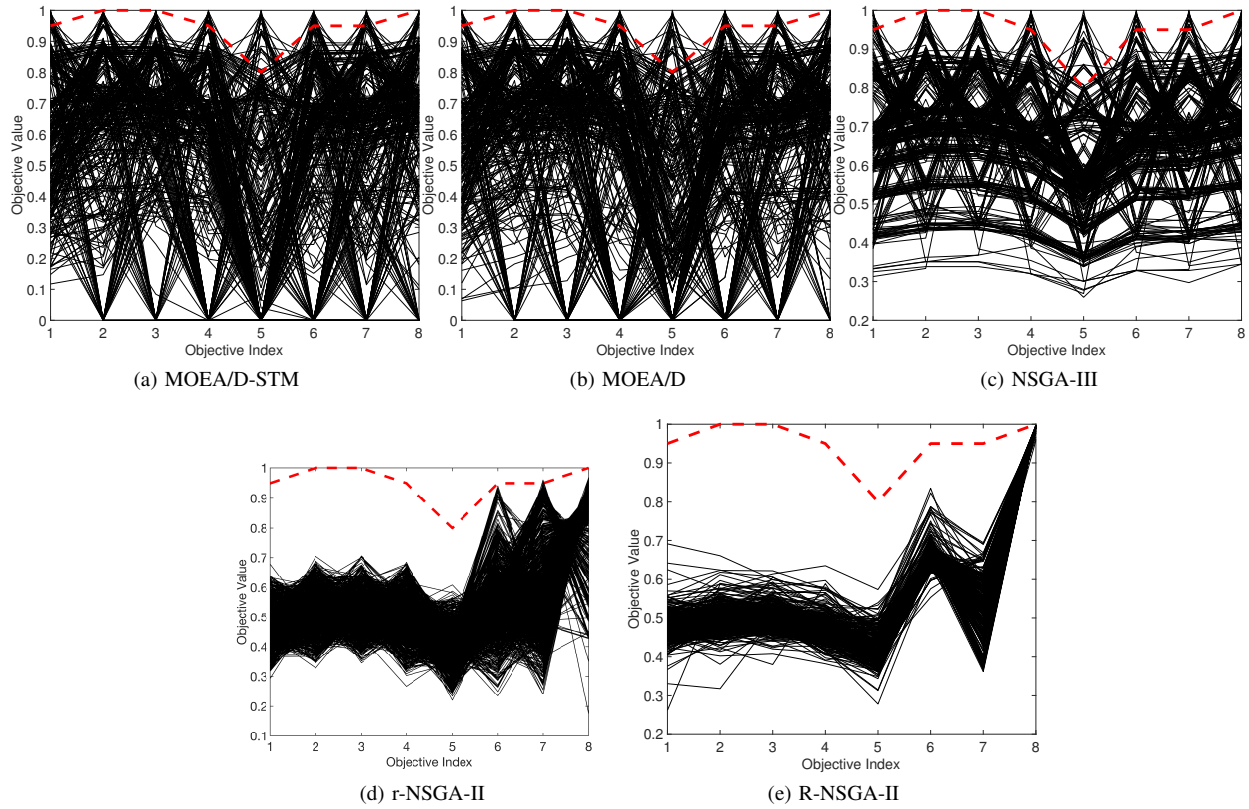 1
0.9
0.8
0.7
0.6
0.5
0.4
0.3
0.2
0.1
0
Objective Value
1 2 3 4 5 6 7 8
Objective Index
(a) MOEA/D-STM
1
0.9
0.8
0.7
0.6
0.5
0.4
0.3
0.2
0.1
0
Objective Value
1 2 3 4 5 6 7 8
Objective Index
(b) MOEA/D
1
0.9
0.8
0.7
0.6
0.5
0.4
0.3
0.2
Objective Value
1 2 3 4 5 6 7 8
Objective Index
(c) NSGA-III
1
0.9
0.8
0.7
0.6
0.5
0.4
0.3
0.2
0.1
Objective Value
1 2 3 4 5 6 7 8
Objective Index
(d) r-NSGA-II
1
0.9
0.8
0.7
0.6
0.5
0.4
0.3
0.2
Objective Value
1 2 3 4 5 6 7 8
Objective Index
(e) R-NSGA-II